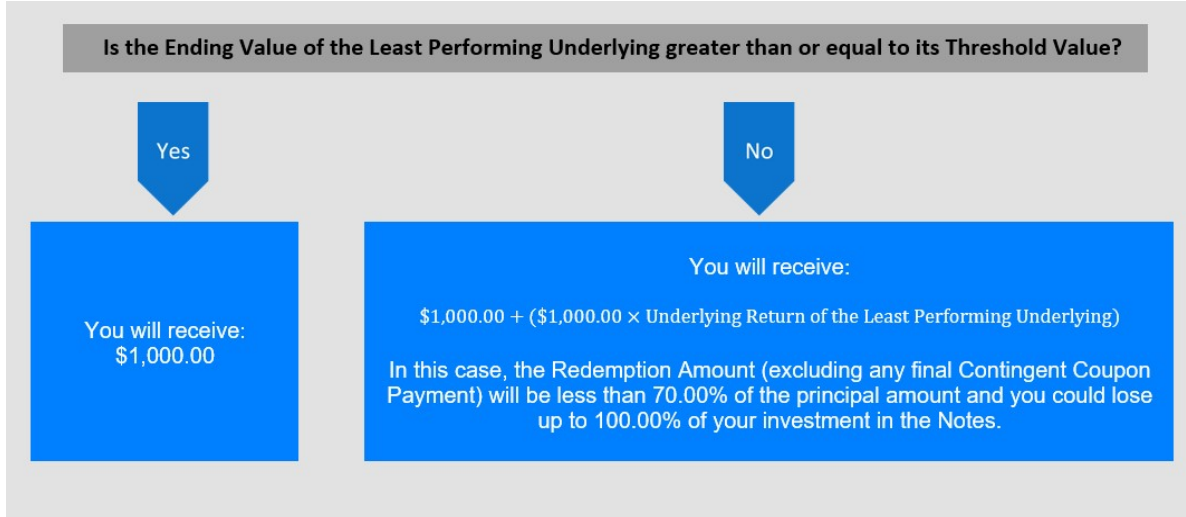 Is the Ending Value of the Least Performing Underlying greater than or equal to its Threshold Value?
Yes
No
You will receive:
$1,000.00
You will receive:
$1,000.00 + ($1,000.00 × Underlying Return of the Least Performing Underlying)
In this case, the Redemption Amount (excluding any final Contingent Coupon
Payment) will be less than 70.00% of the principal amount and you could lose
up to 100.00% of your investment in the Notes.